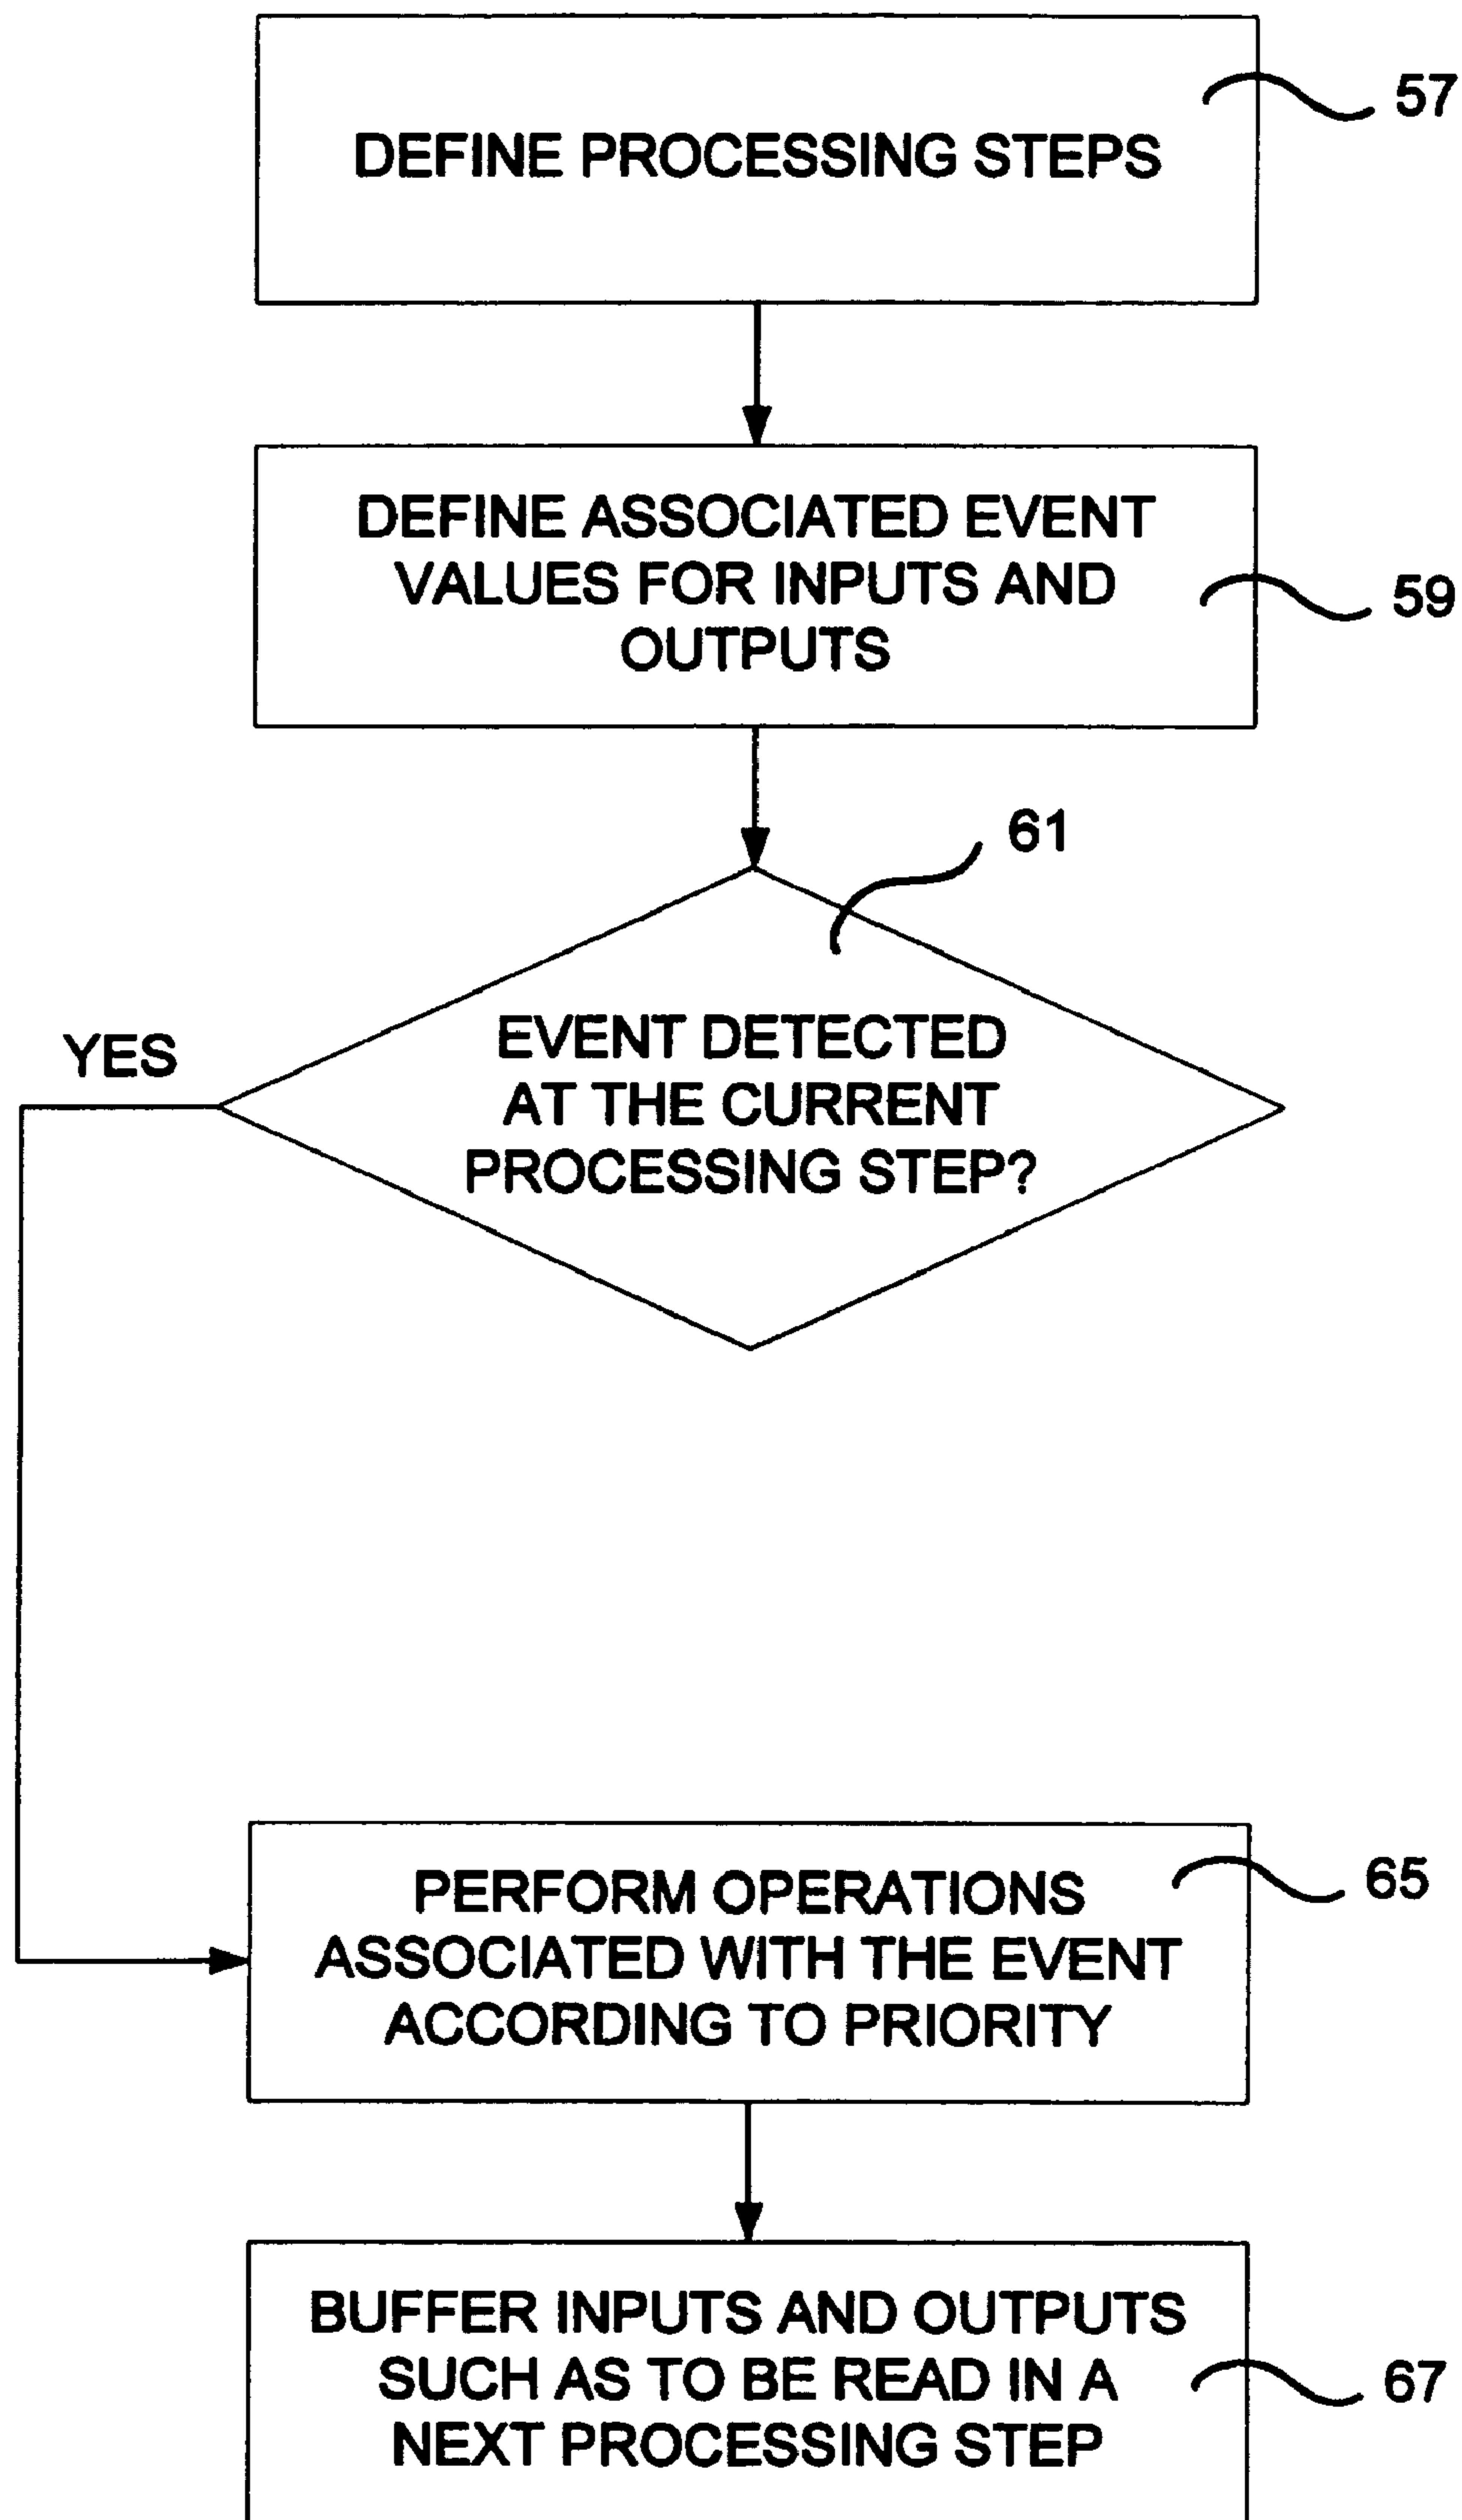 DEFINE PROCESSING STEPS
57
DEFINE ASSOCIATED EVENT
VALUES FOR INPUTS AND
OUTPUTS
59
61
EVENT DETECTED
AT THE CURRENT
PROCESSING STEP?
YES
PERFORM OPERATIONS
ASSOCIATED WITH THE EVENT
ACCORDING TO PRIORITY
65
BUFFER INPUTS AND OUTPUTS
SUCH AS TO BE READ IN A
NEXT PROCESSING STEP
67